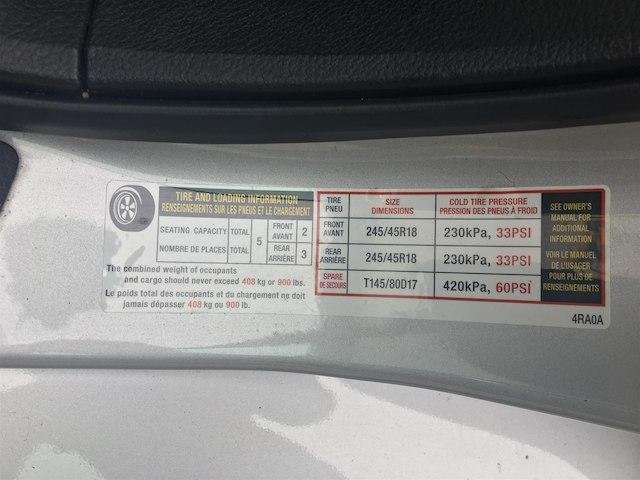 TIRE AND LOADING INFORMATION
RENSEIGNEMENTS SUR LES PNEUS ET LE CHARGEMENT
SEATING CAPACITY TOTAL 5 FRONT AVANT 2
NOMBRE DE PLACES TOTAL REAR ARRIÈRE 3
The combined weight of occupants
and cargo should never exceed 408 kg or 900 lbs.
Le poids total des occupants et du chargement ne doit
jamais dépasser 408 kg ou 900 lb.
TIRE PNEU SIZE DIMENSIONS COLD TIRE PRESSURE PRESSION DES PNEUS À FROID
FRONT AVANT 245/45R18 230kPa, 33PSI
REAR ARRIÈRE 245/45R18 230kPa, 33PSI
SPARE DE SECOURS T145/80D17 420kPa, 60PSI
SEE OWNER'S
MANUAL FOR
ADDITIONAL
INFORMATION
VOIR LE MANUEL
DE L'USAGER
POUR PLUS DE
RENSEIGNEMENTS
4RA0A